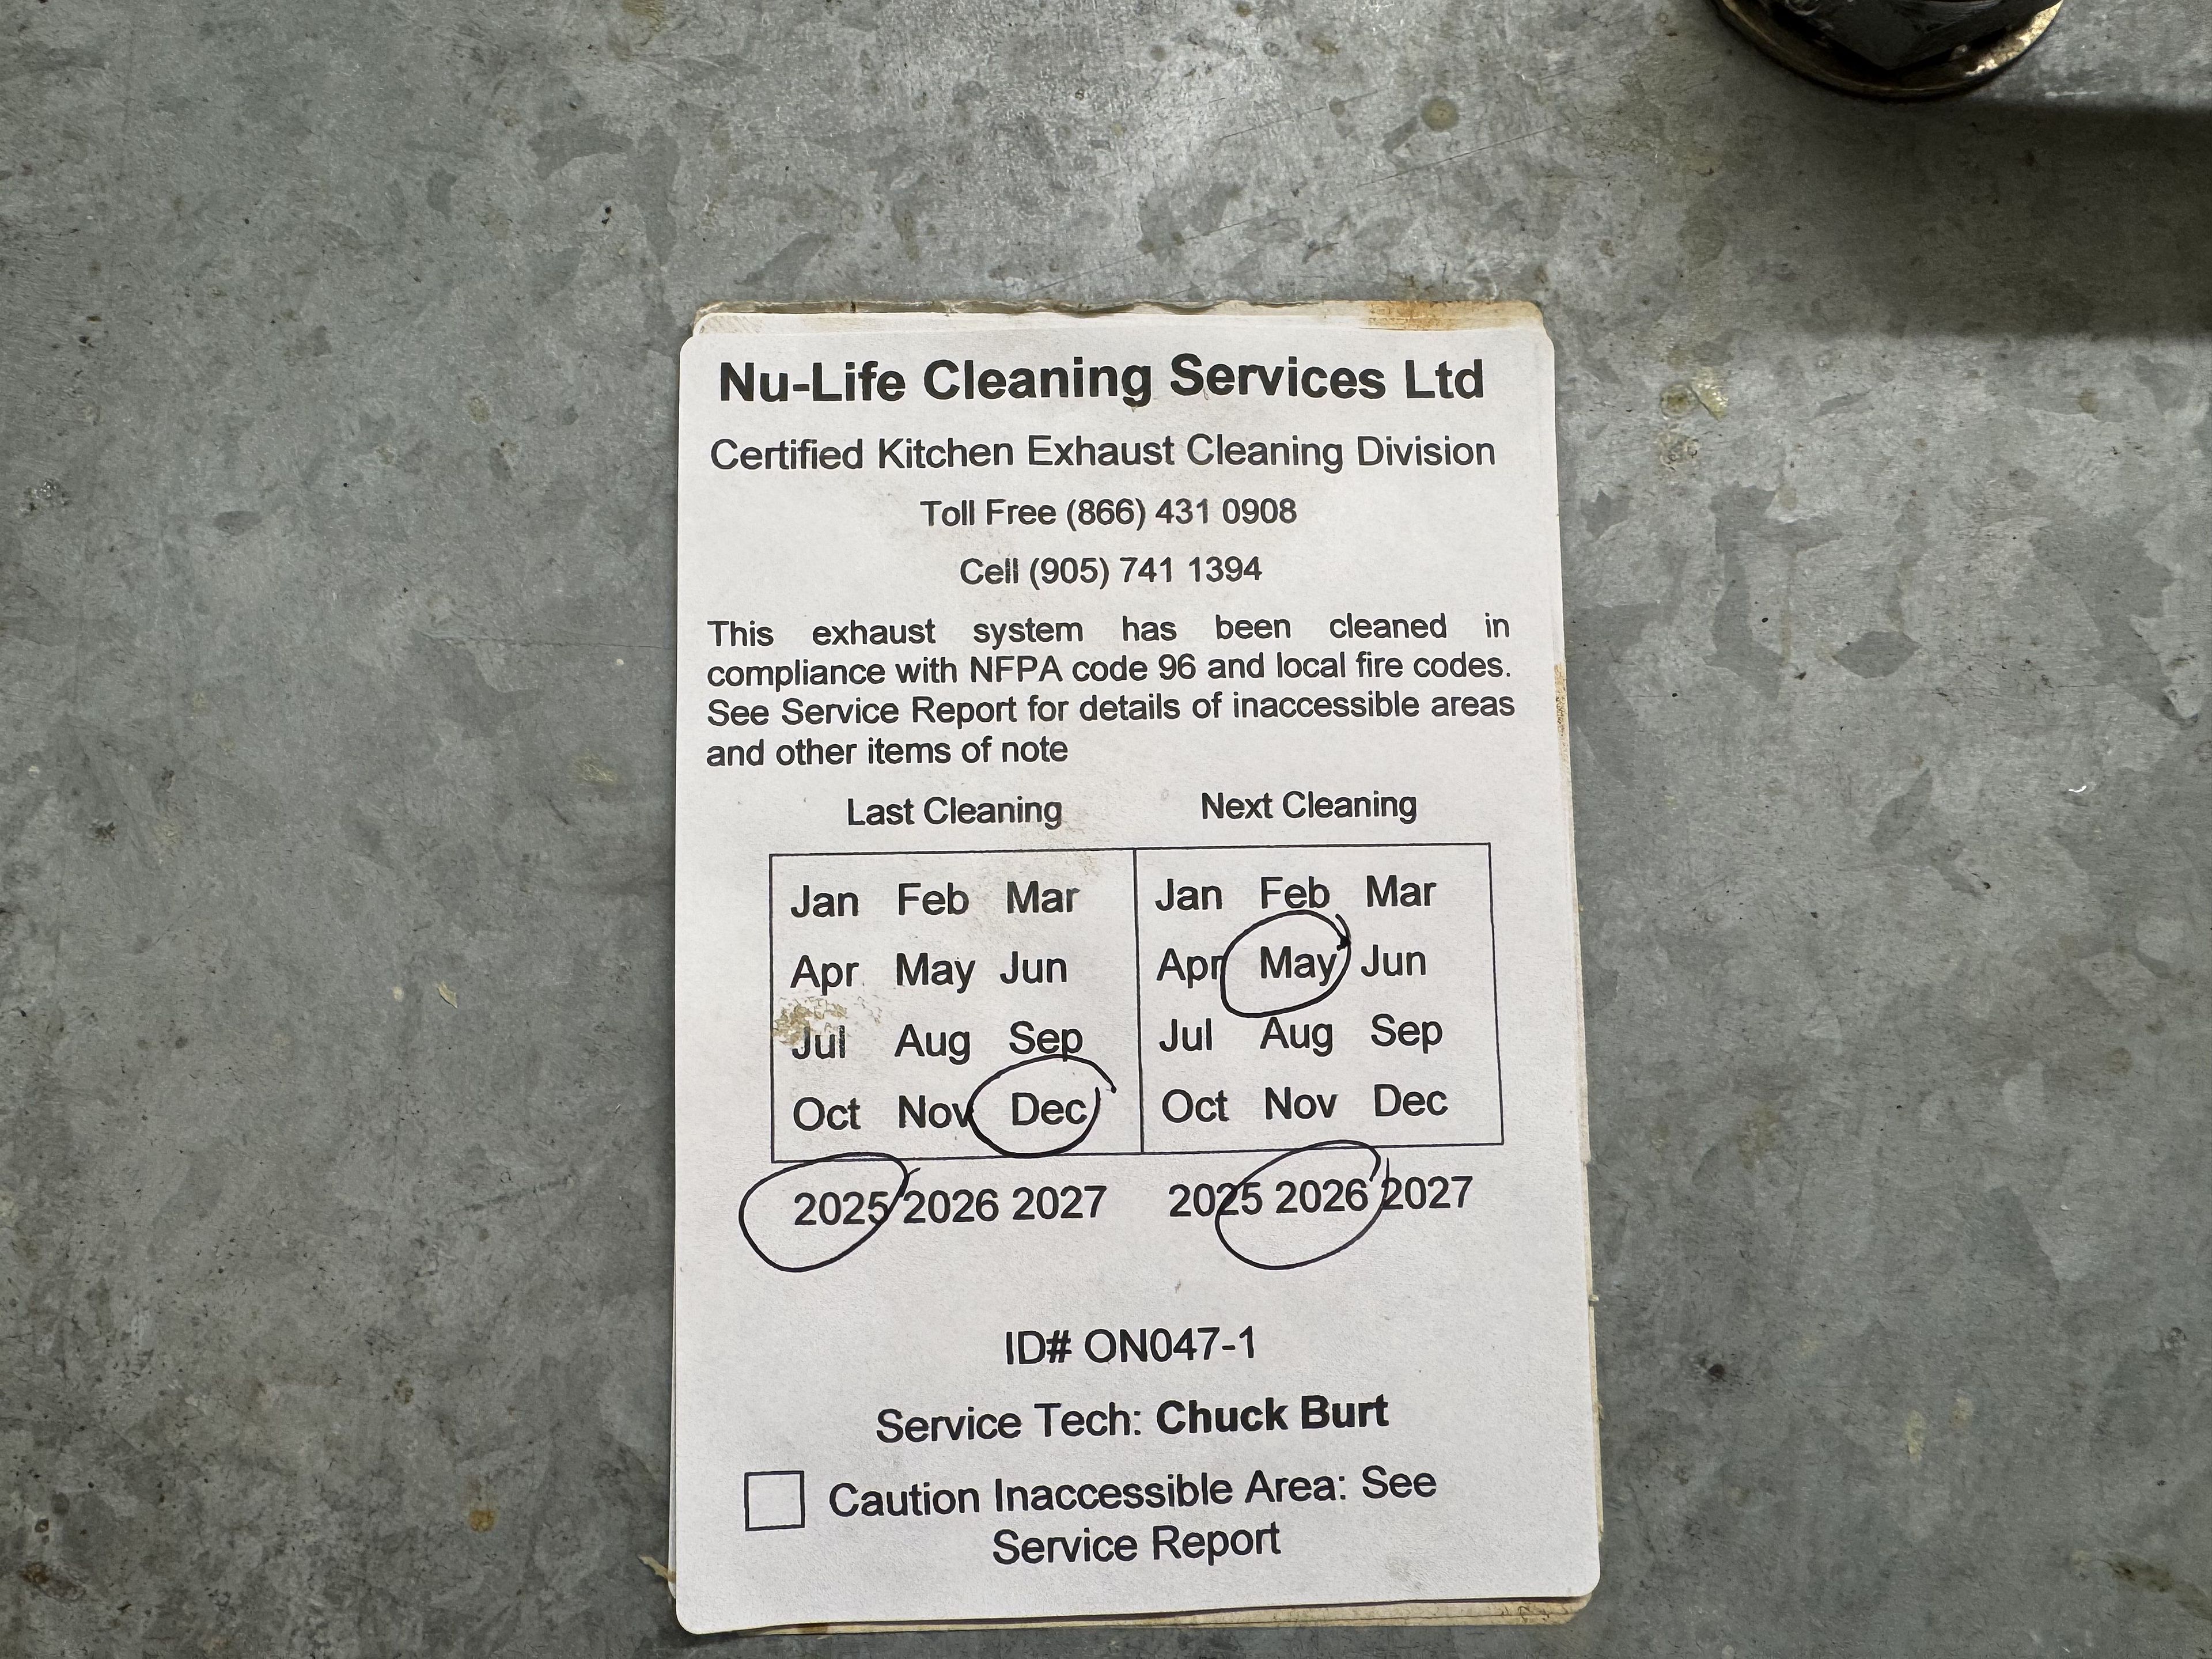 Nu-Life Cleaning Services Ltd
Certified Kitchen Exhaust Cleaning Division
Toll Free (866) 431 0908
Cell (905) 741 1394
This exhaust system has been cleaned in
compliance with NFPA code 96 and local fire codes.
See Service Report for details of inaccessible areas
and other items of note
Last Cleaning Next Cleaning
Jan Feb Mar Jan Feb Mar
Apr May Jun Apr May Jun
Jul Aug Sep Jul Aug Sep
Oct Nov Dec Oct Nov Dec
2025 2026 2027 2025 2026 2027
ID# ON047-1
Service Tech: Chuck Burt
Caution Inaccessible Area: See
Service Report